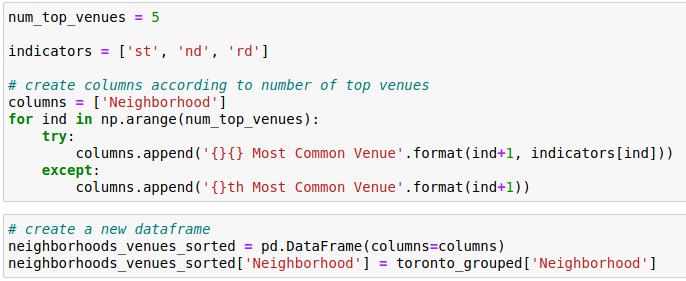 num_top_venues = 5
indicators = ['st', 'nd', 'rd']
# create columns according to number of top venues
columns = ['Neighborhood']
for ind in np.arange(num_top_venues):
    try:
        columns.append('{}{} Most Common Venue'.format(ind+1, indicators[ind]))
    except:
        columns.append('{}th Most Common Venue'.format(ind+1))
# create a new dataframe
neighborhoods_venues_sorted = pd.DataFrame(columns=columns)
neighborhoods_venues_sorted['Neighborhood'] = toronto_grouped['Neighborhood']